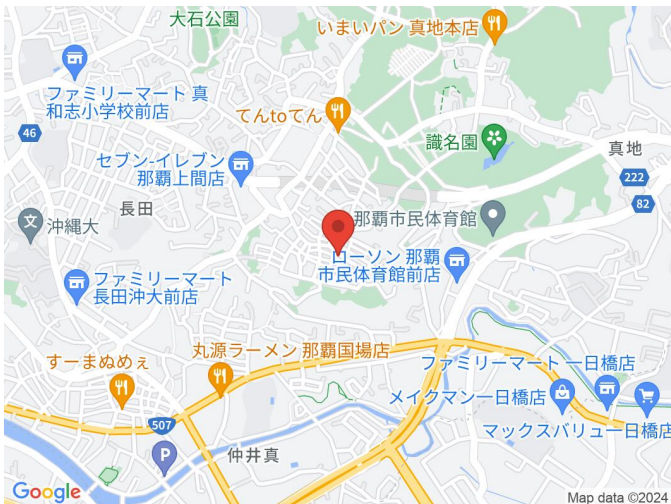 大石公園
いまいパン 真地本店
ファミリーマート 真
和志小学校前店
てんtoてん
46
識名園
真地
セブン-イレブン
那覇上間店
222
長田
82
那覇市民体育館
沖縄大
ローソン 那覇
市民体育館前店
ファミリーマート
長田沖大前店
丸源ラーメン 那覇国場店
すーまぬめぇ
ファミリーマート 一日橋店
メイクマン一日橋店
507
マックスバリュ一日橋店
仲井真
P
Google
Map data ©2024
文